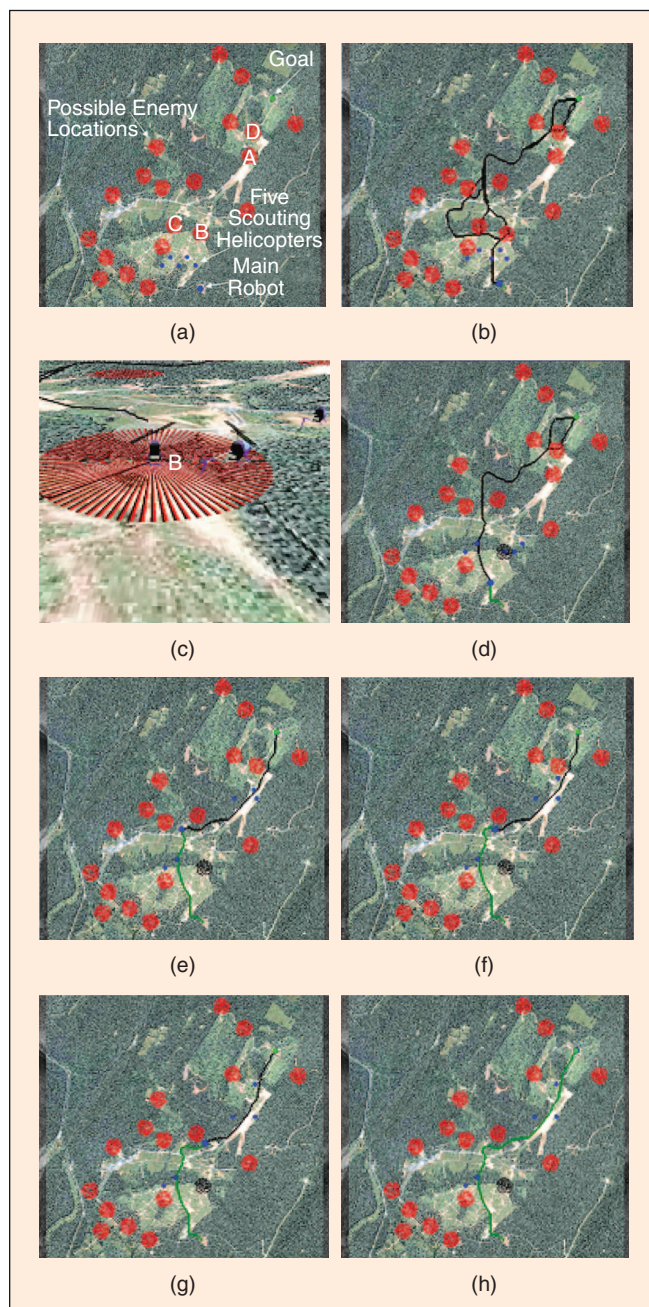 Goal
Possible Enemy
Locations
D
A
Five
Scouting
Helicopters
C
B
Main
Robot
(a)
(b)
B
(c)
(d)
(e)
(f)
(g)
(h)